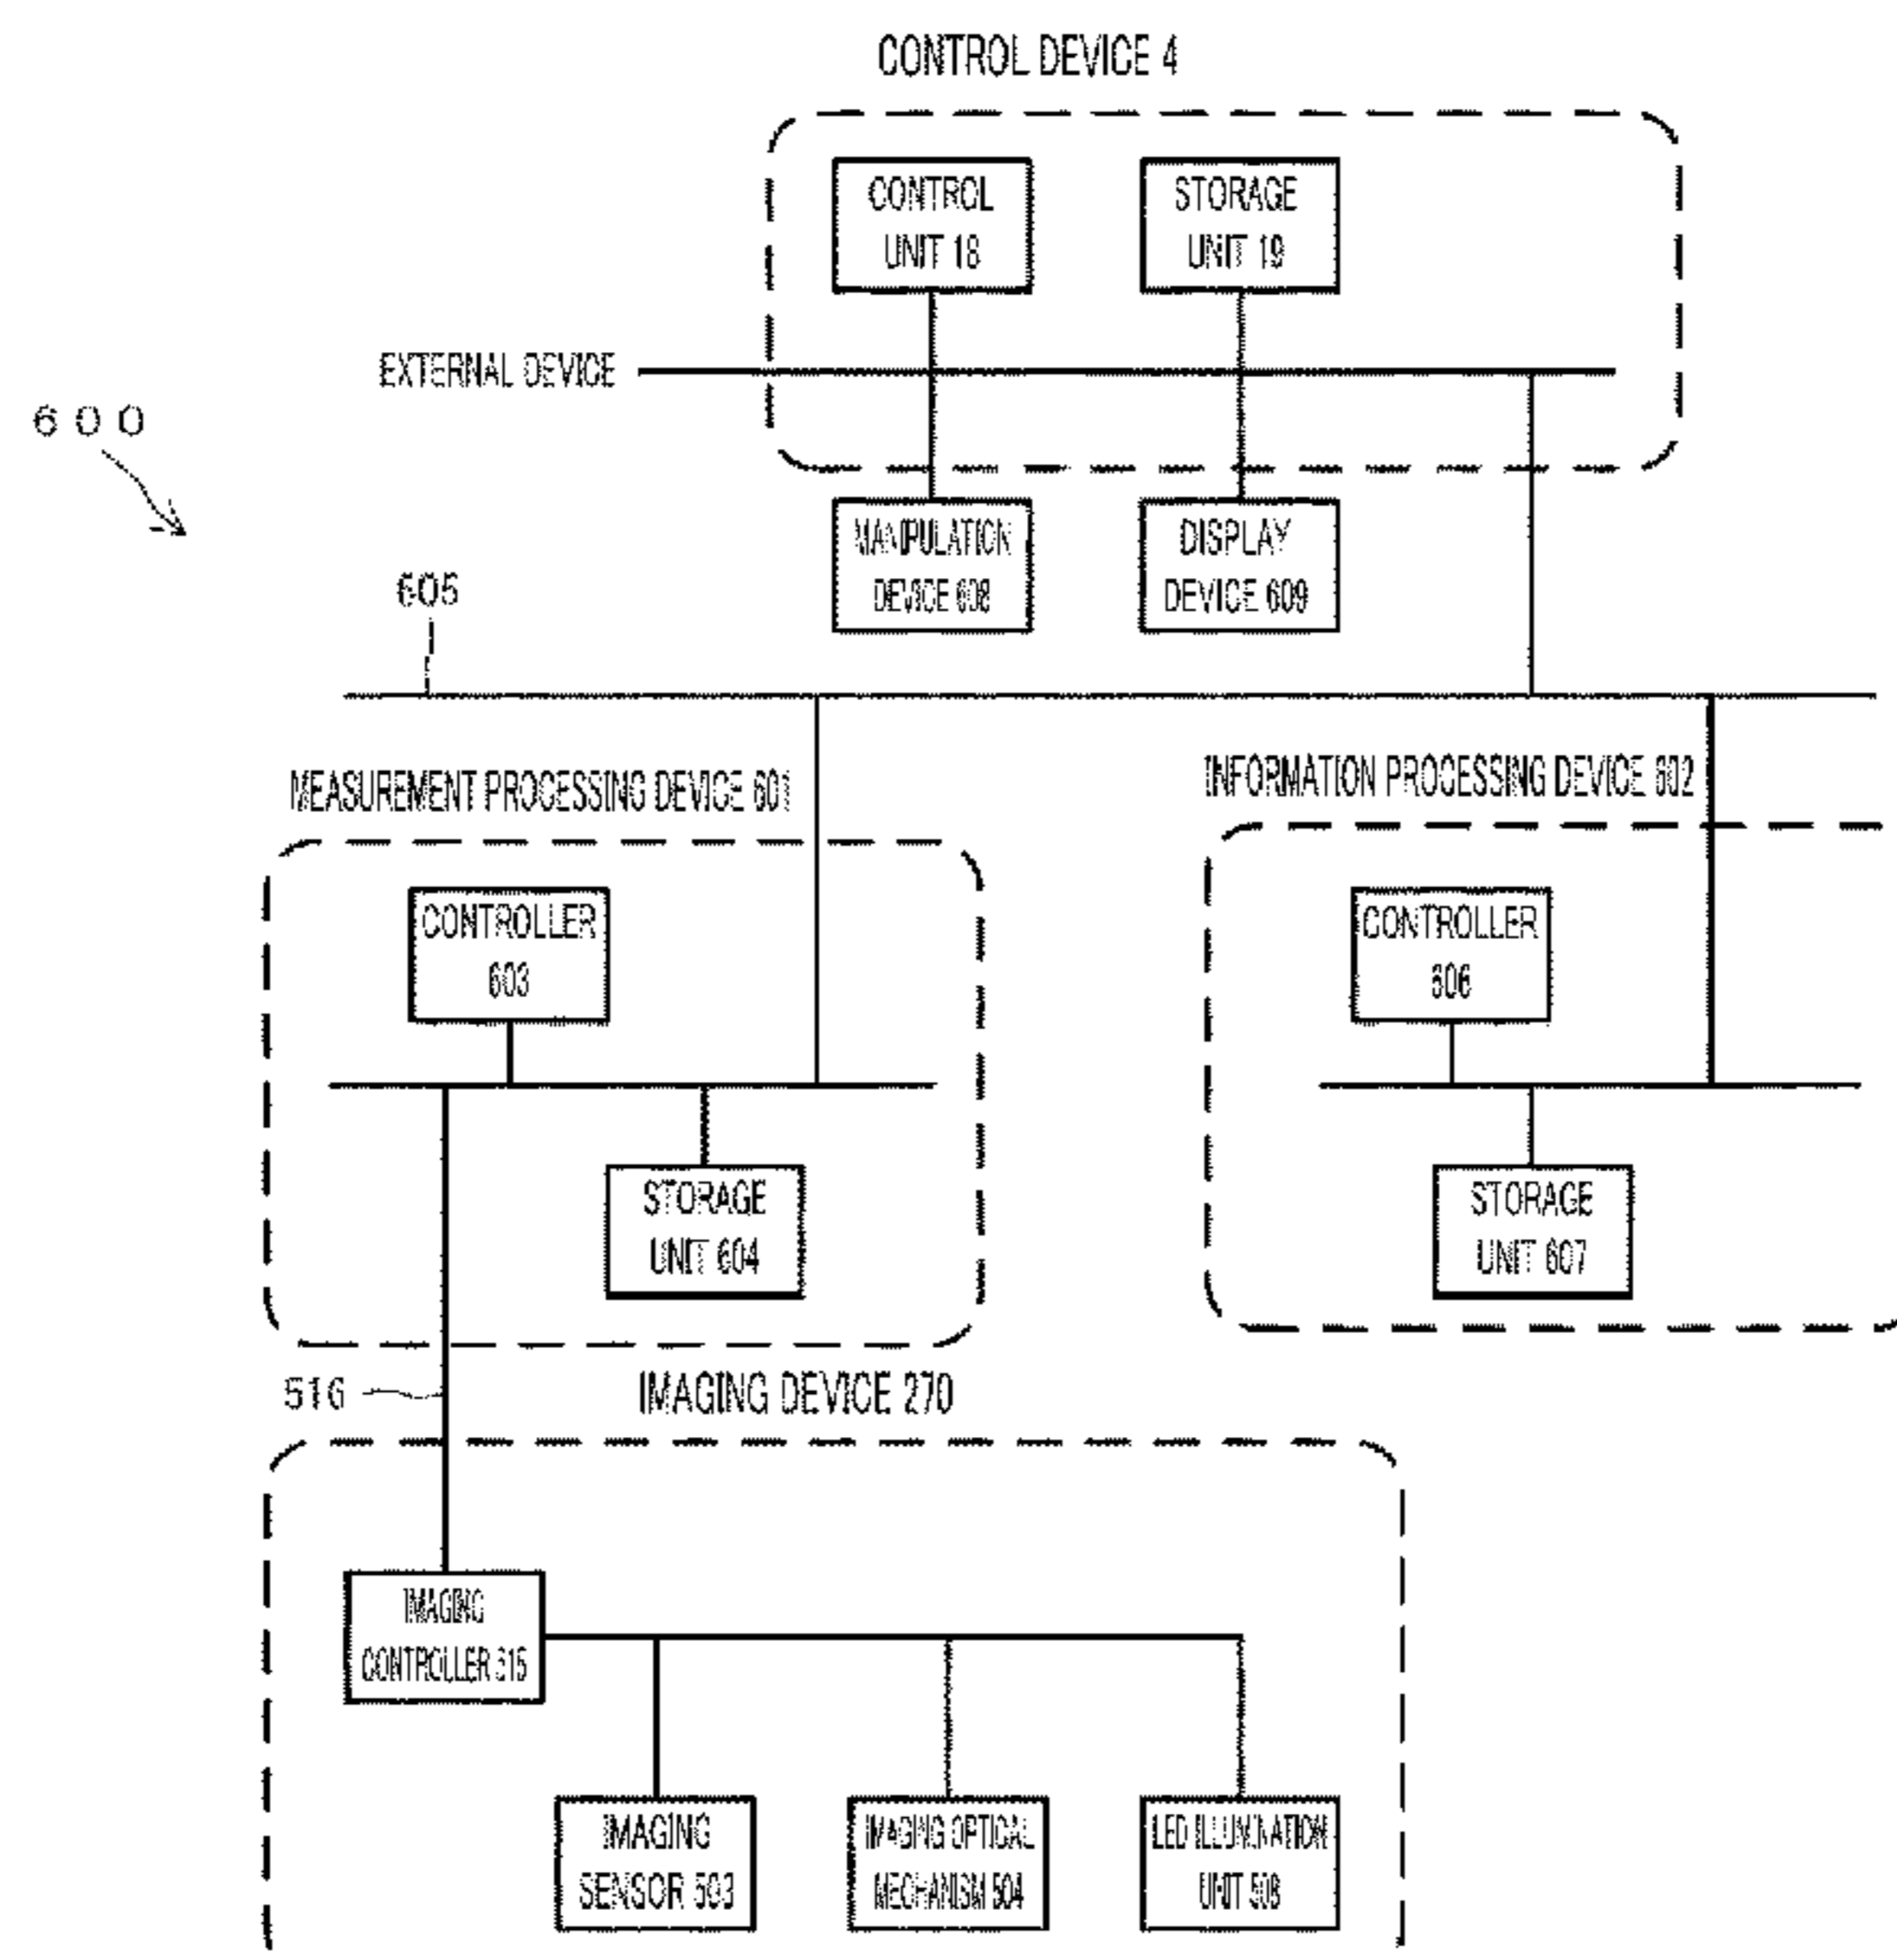 CONTROL DEVICE 4
CONTROL
UNIT 18
STORAGE
UNIT 19
EXTERNAL DEVICE
600
MANIPULATION
DEVICE 608
DISPLAY
DEVICE 609
605
MEASUREMENT PROCESSING DEVICE 601
INFORMATION PROCESSING DEVICE 602
CONTROLLER
603
CONTROLLER
606
STORAGE
UNIT 604
STORAGE
UNIT 607
516
IMAGING DEVICE 270
IMAGING
CONTROLLER 515
IMAGING
SENSOR 503
IMAGING OPTICAL
MECHANISM 504
LED ILLUMINATION
UNIT 508